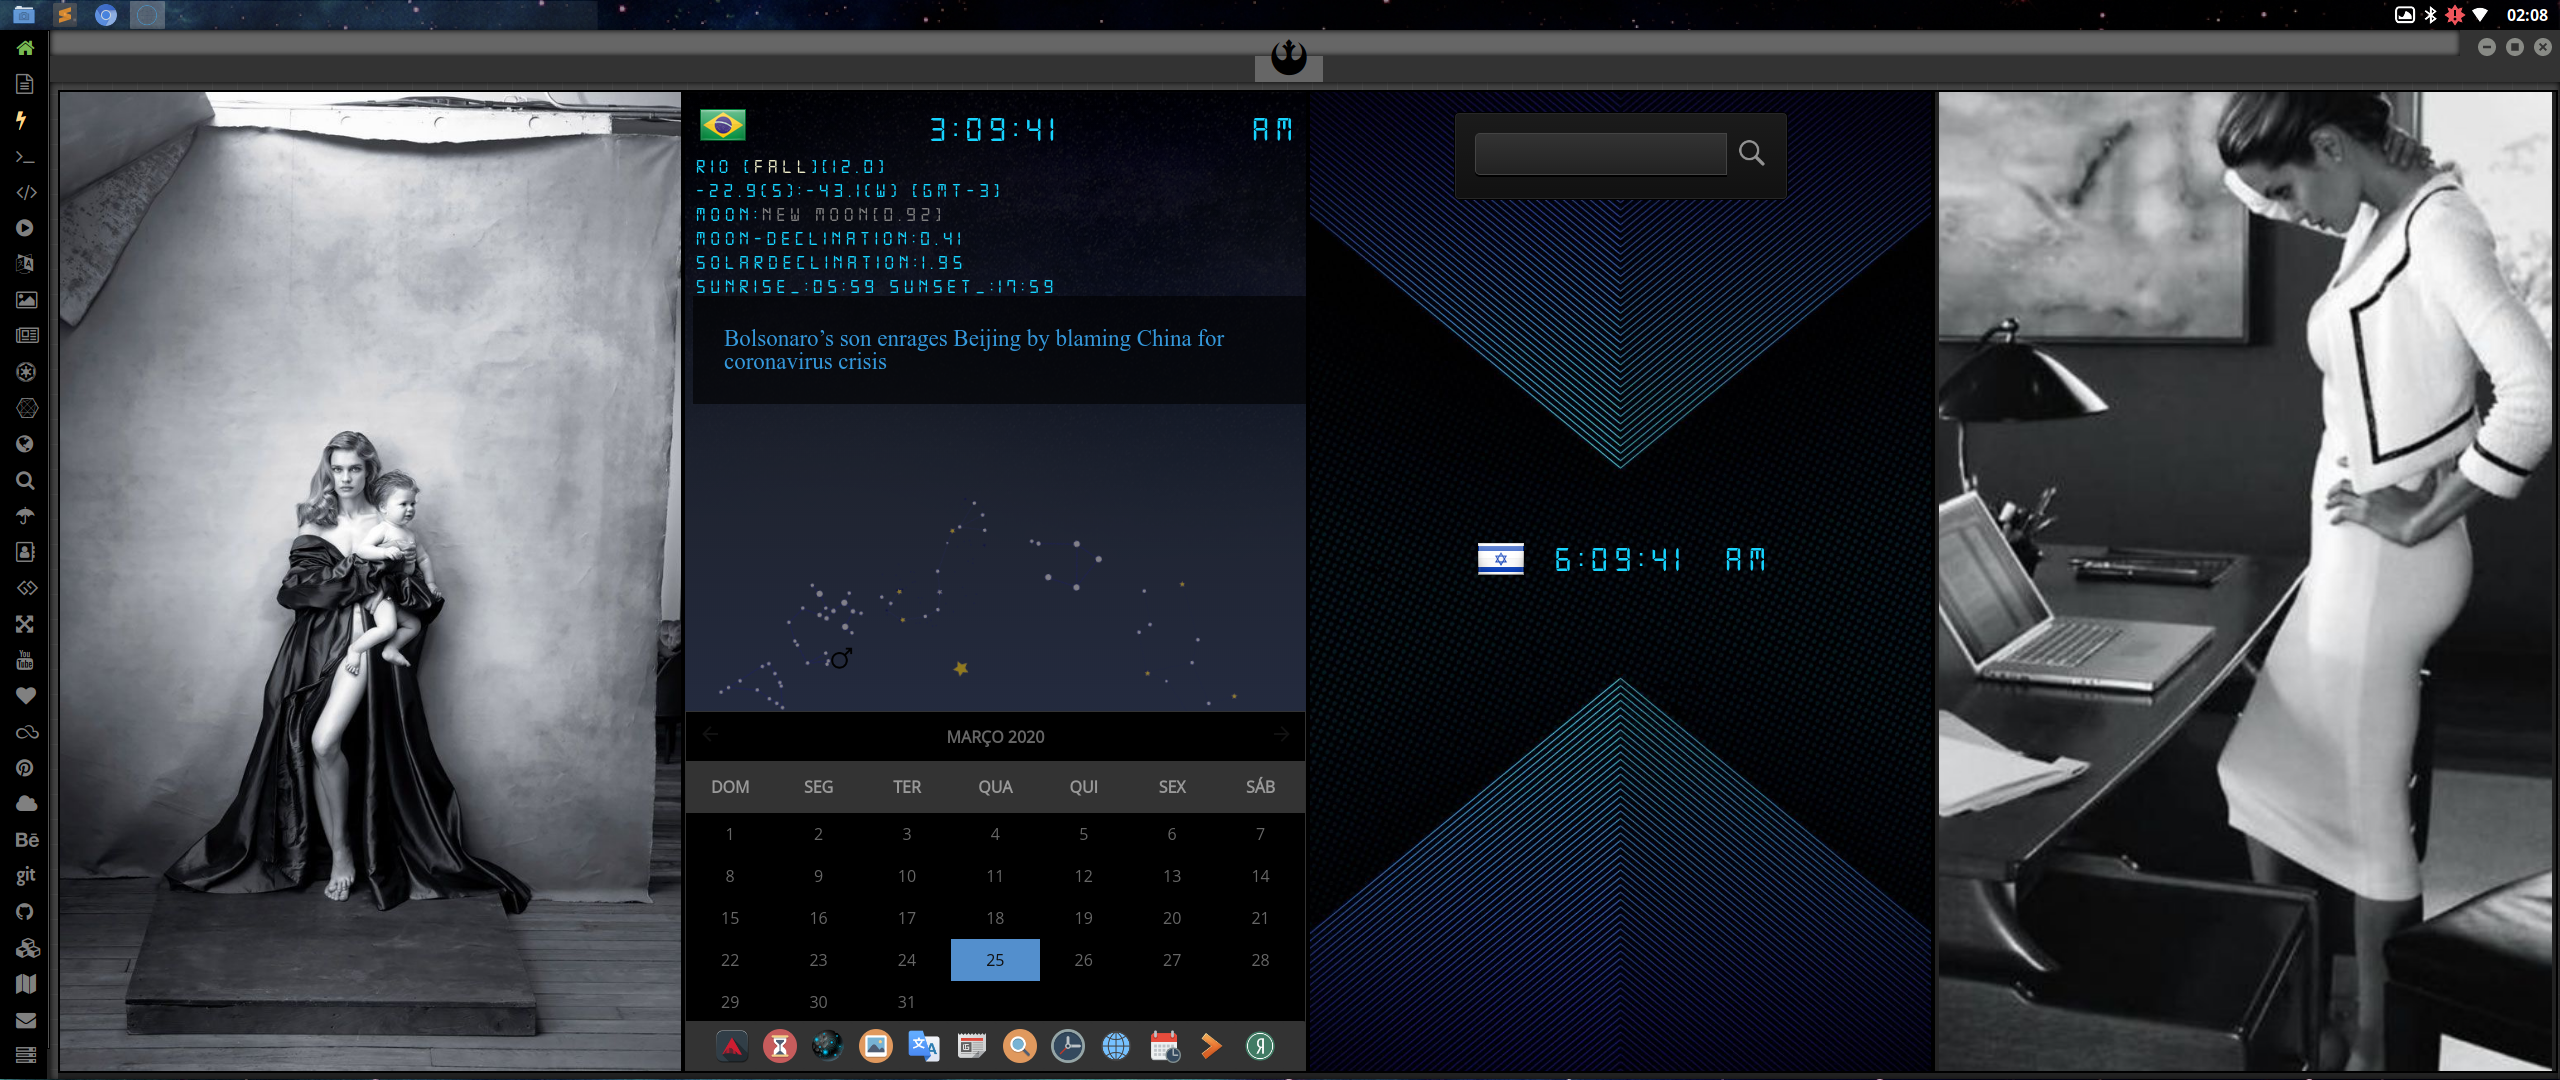 02:08
3:09:41 AM
RIO [FALL][12.0]
-22.9(S):-43.1(W) [GMT-3]
MOON:NEW MOON[0.92]
MOON-DECLINATION:0.41
SOLARDECLINATION:1.95
SUNRISE_:05:59 SUNSET_:17:59
Bolsonaro’s son enrages Beijing by blaming China for
coronavirus crisis
MARÇO 2020
DOM SEG TER QUA QUI SEX SÁB
1 2 3 4 5 6 7
8 9 10 11 12 13 14
15 16 17 18 19 20 21
22 23 24 25 26 27 28
29 30 31
6:09:41 AM
You
Tube
Bē
git